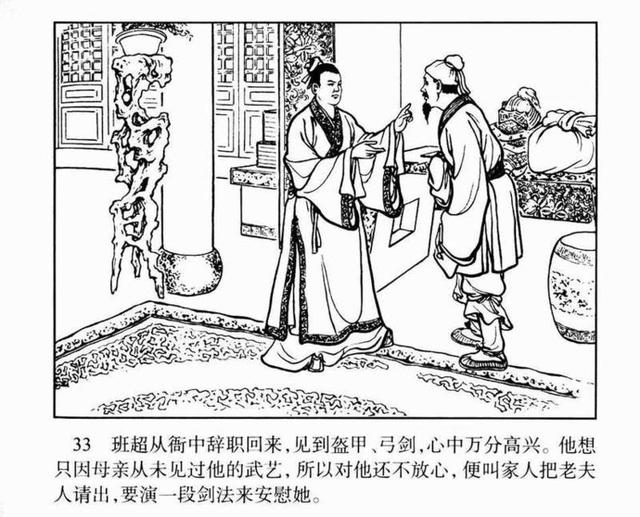 33 班超从衙中辞职回来,见到盔甲、弓剑,心中万分高兴。他想
只因母亲从未见过他的武艺,所以对他还不放心,便叫家人把老夫
人请出,要演一段剑法来安慰她。